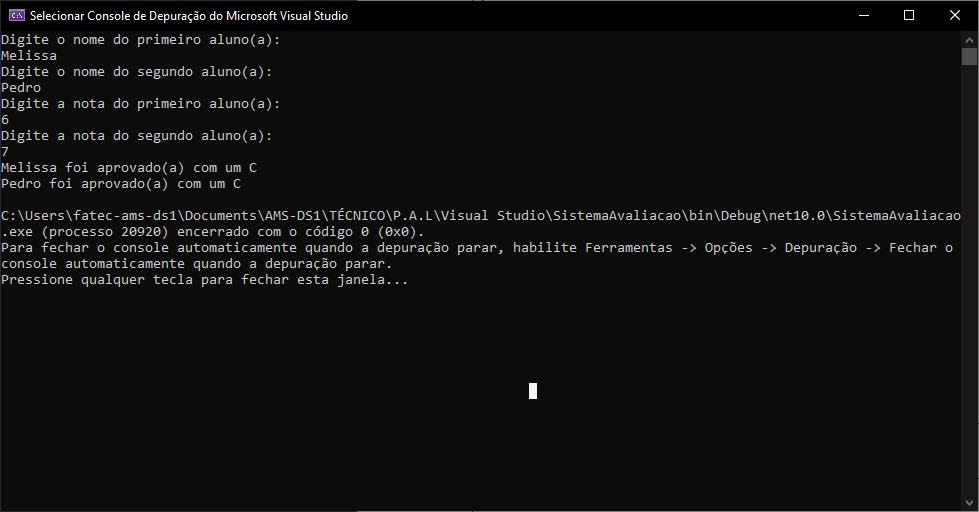 Selecionar Console de Depuração do Microsoft Visual Studio
Digite o nome do primeiro aluno(a):
Melissa
Digite o nome do segundo aluno(a):
Pedro
Digite a nota do primeiro aluno(a):
6
Digite a nota do segundo aluno(a):
7
Melissa foi aprovado(a) com um C
Pedro foi aprovado(a) com um C
C:\Users\fatec-ams-ds1\Documents\AMS-DS1\TÉCNICO\P.A.L\Visual Studio\SistemaAvaliacao\bin\Debug\net10.0\SistemaAvaliacao
.exe (processo 20920) encerrado com o código 0 (0x0).
Para fechar o console automaticamente quando a depuração parar, habilite Ferramentas -> Opções -> Depuração -> Fechar o
console automaticamente quando a depuração parar.
Pressione qualquer tecla para fechar esta janela...